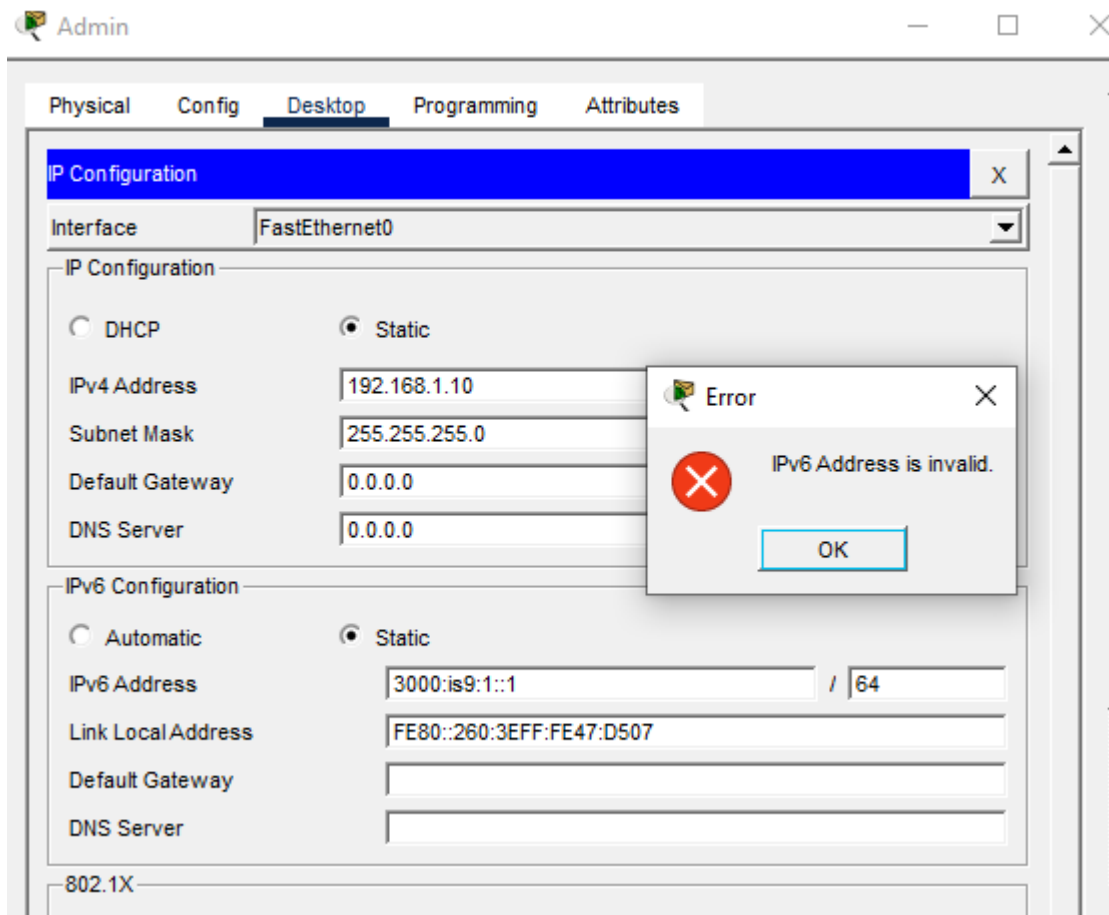 Admin
Physical Config Desktop Programming Attributes
IP Configuration X
Interface FastEthernet0
IP Configuration
DHCP Static
IPv4 Address 192.168.1.10
Subnet Mask 255.255.255.0
Default Gateway 0.0.0.0
DNS Server 0.0.0.0
Error
IPv6 Address is invalid.
OK
IPv6 Configuration
Automatic Static
IPv6 Address 3000:is9:1::1 / 64
Link Local Address FE80::260:3EFF:FE47:D507
Default Gateway
DNS Server
802.1X